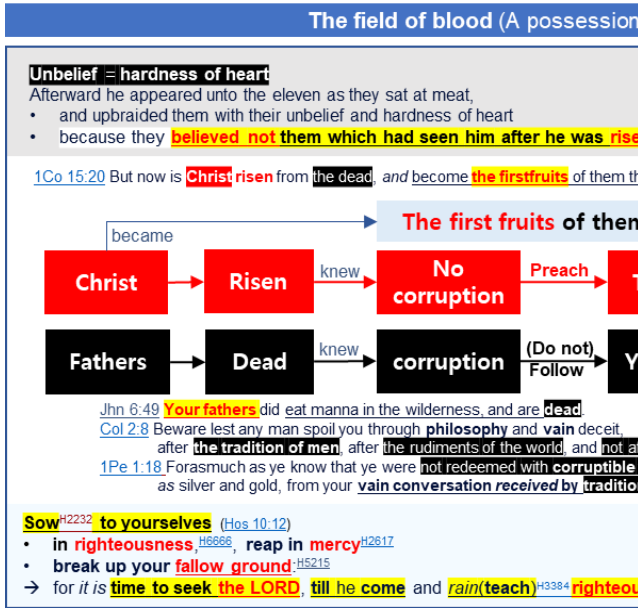 The field of blood (A possession
Unbelief = hardness of heart
Afterward he appeared unto the eleven as they sat at meat,
• and upbraided them with their unbelief and hardness of heart
• because they believed not them which had seen him after he was rise
1Co 15:20 But now is Christ risen from the dead, and become the firstfruits of them th
became
The first fruits of them
Christ
Risen
knew
No corruption
Preach
T
Fathers
Dead
knew
corruption
(Do not)
Follow
Y
Jhn 6:49 Your fathers did eat manna in the wilderness, and are dead.
Col 2:8 Beware lest any man spoil you through philosophy and vain deceit,
after the tradition of men, after the rudiments of the world, and not af
1Pe 1:18 Forasmuch as ye know that ye were not redeemed with corruptible
as silver and gold, from your vain conversation received by tradition
Sow H2232 to yourselves (Hos 10:12)
• in righteousness, H6666, reap in mercy H2617
• break up your fallow ground· H5215
→ for it is time to seek the LORD, till he come and rain(teach) H3384 righteou